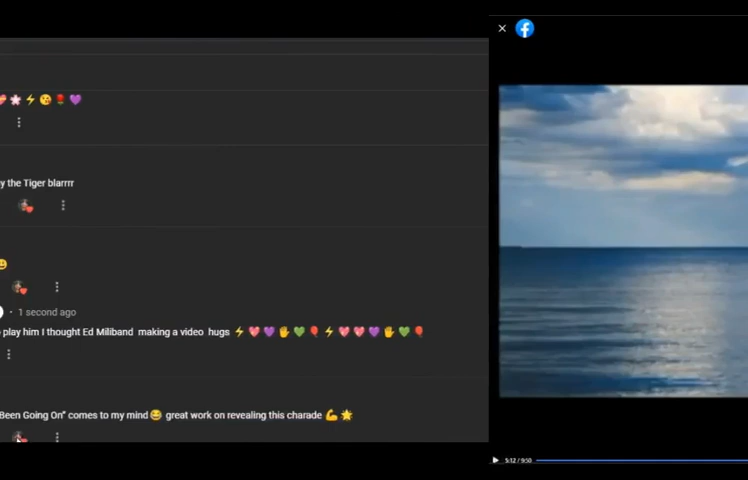 y the Tiger blarrrr
· 1 second ago
play him I thought Ed Miliband making a video hugs
Been Going On" comes to my mind great work on revealing this charade
5:12 / 9:50